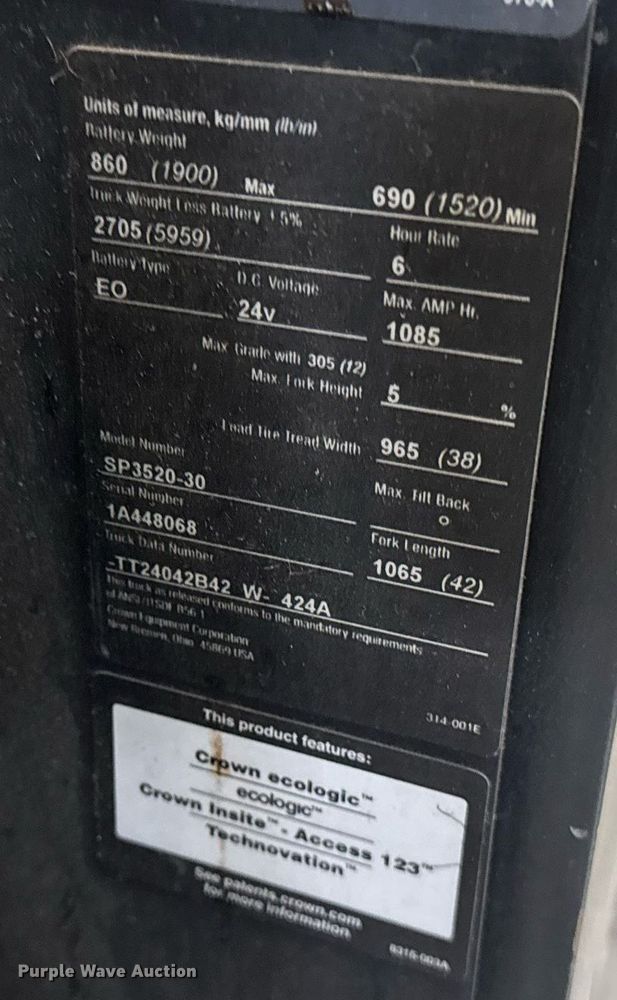 Units of measure, kg/mm (lb/in)
Battery Weight
860 (1900) Max 690 (1520) Min
Truck Weight Less Battery ± 5% Hour Rate
2705 (5959) 6
Battery Type D.C. Voltage Max. AMP Hr.
EO 24v 1085
Max Grade with 305 (12)
Max. Fork Height 5 %
Load Tire Tread Width 965 (38)
Model Number Max. Tilt Back
SP3520-30 o
Serial Number Fork Length
1A448068 1065 (42)
Truck Data Number
-TT24042B42 W- 424A
This truck as released conforms to the mandatory requirements
of ANSI/ITSDF B56.1
Crown Equipment Corporation
New Bremen, Ohio 45869 USA
314-001E
This product features:
Crown ecologic™
ecologic™
Crown Insite™ - Access 123™
Technovation™
See patents.crown.com
for more information
Purple Wave Auction